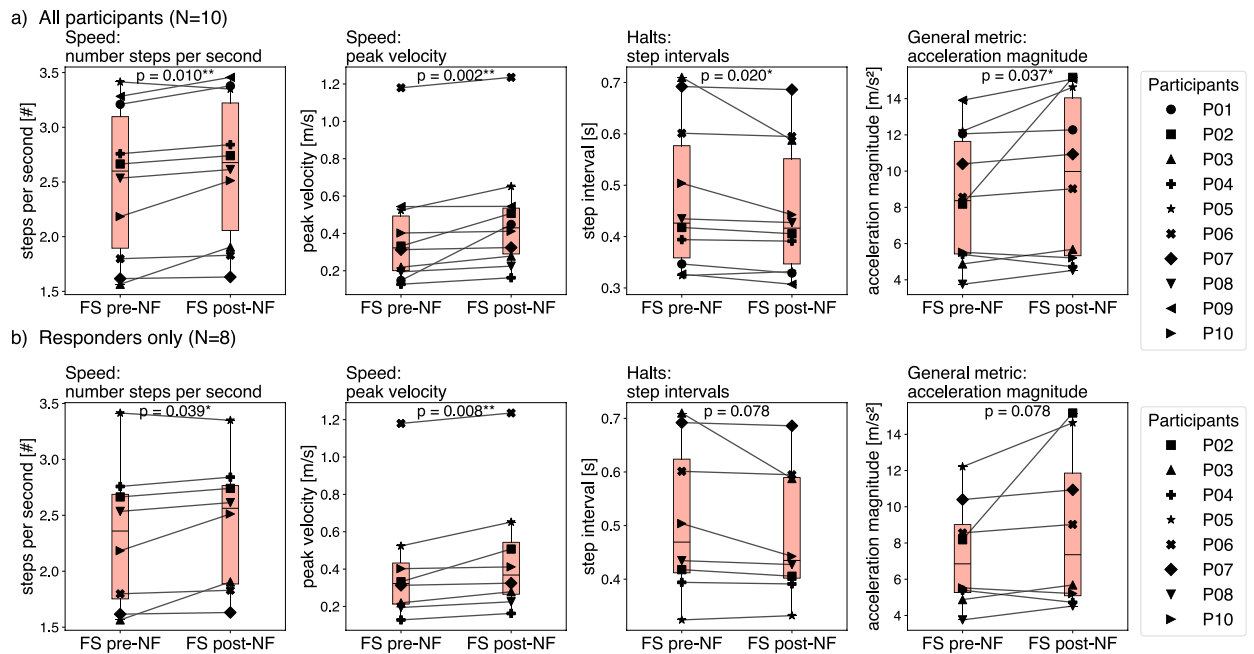 a) All participants (N=10)
Speed:
number steps per second
Speed:
peak velocity
Halts:
step intervals
General metric:
acceleration magnitude
p = 0.010**
p = 0.002**
p = 0.020*
p = 0.037*
steps per second [#]
3.5
3.0
2.5
2.0
1.5
FS pre-NF
FS post-NF
peak velocity [m/s]
1.2
1.0
0.8
0.6
0.4
0.2
FS pre-NF
FS post-NF
step interval [s]
0.7
0.6
0.5
0.4
0.3
FS pre-NF
FS post-NF
acceleration magnitude [m/s²]
14
12
10
8
6
4
FS pre-NF
FS post-NF
Participants
P01
P02
P03
P04
P05
P06
P07
P08
P09
P10
b) Responders only (N=8)
Speed:
number steps per second
Speed:
peak velocity
Halts:
step intervals
General metric:
acceleration magnitude
p = 0.039*
p = 0.008**
p = 0.078
p = 0.078
steps per second [#]
3.5
3.0
2.5
2.0
1.5
FS pre-NF
FS post-NF
peak velocity [m/s]
1.2
1.0
0.8
0.6
0.4
0.2
FS pre-NF
FS post-NF
step interval [s]
0.7
0.6
0.5
0.4
FS pre-NF
FS post-NF
acceleration magnitude [m/s²]
14
12
10
8
6
4
FS pre-NF
FS post-NF
Participants
P02
P03
P04
P05
P06
P07
P08
P10